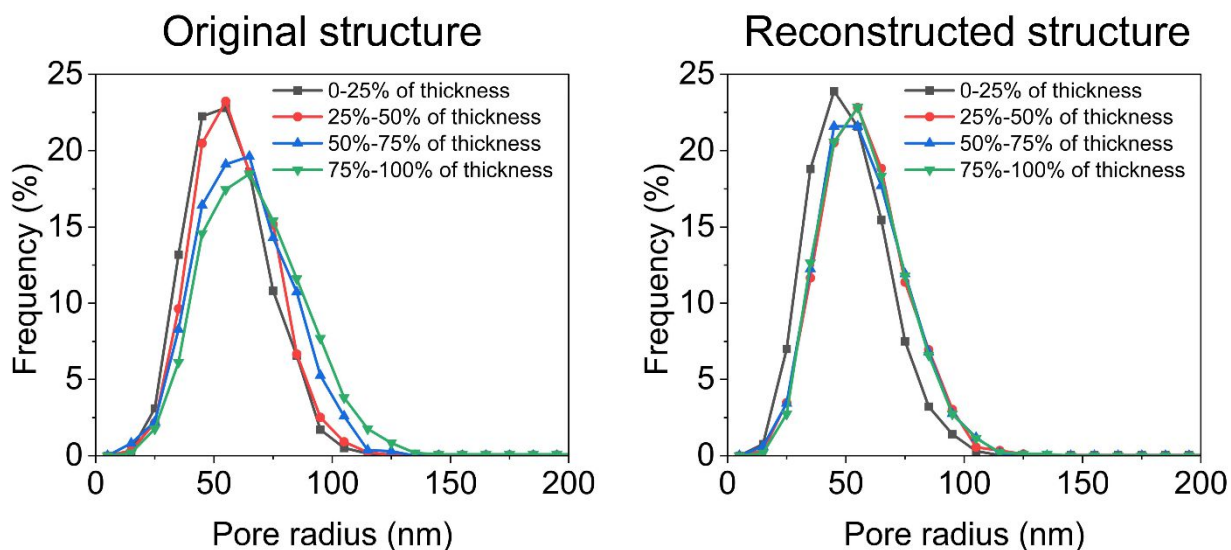 Original structure
25
20
15
10
5
0
Frequency (%)
0-25% of thickness
25%-50% of thickness
50%-75% of thickness
75%-100% of thickness
0 50 100 150 200
Pore radius (nm)
Reconstructed structure
25
20
15
10
5
0
Frequency (%)
0-25% of thickness
25%-50% of thickness
50%-75% of thickness
75%-100% of thickness
0 50 100 150 200
Pore radius (nm)